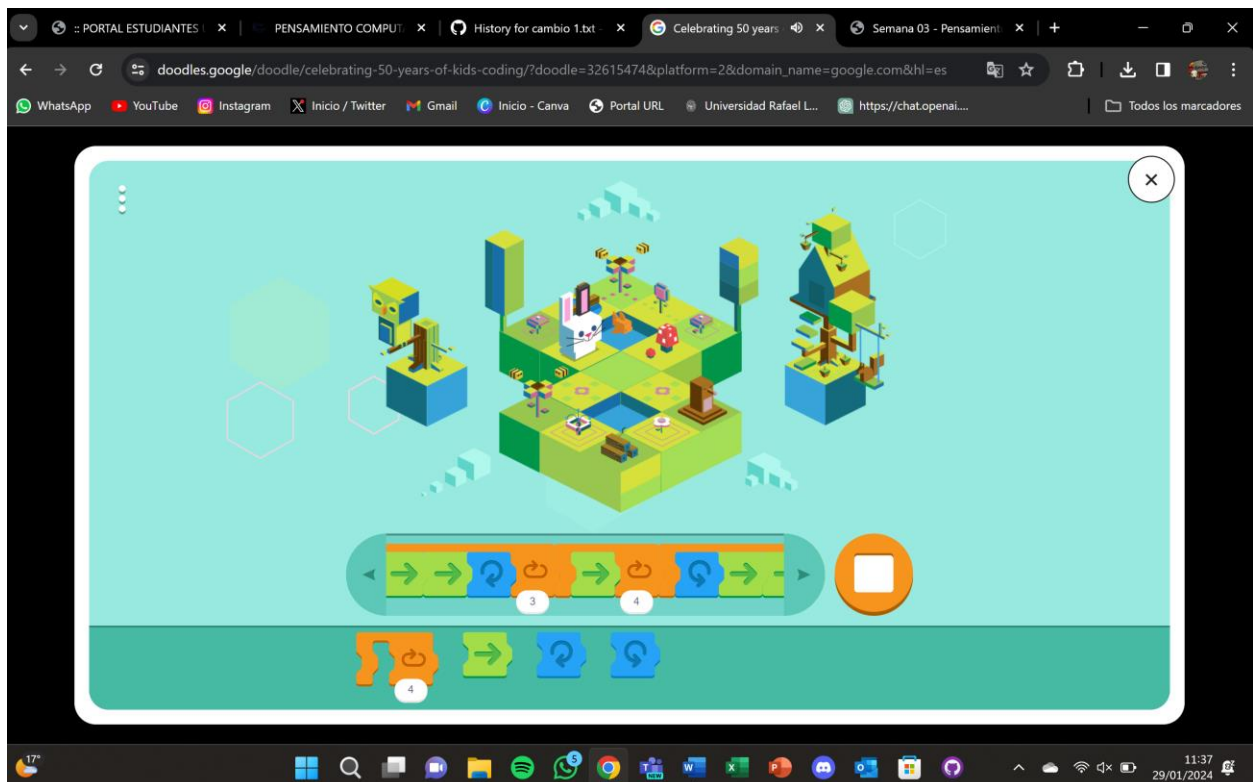 :: PORTAL ESTUDIANTES
PENSAMIENTO COMPUT
History for cambio 1.txt -
Celebrating 50 years
Semana 03 - Pensamient
doodles.google/doodle/celebrating-50-years-of-kids-coding/?doodle=32615474&platform=2&domain_name=google.com&hl=es
WhatsApp YouTube Instagram Inicio / Twitter Gmail Inicio - Canva Portal URL Universidad Rafael L... https://chat.openai....
Todos los marcadores
3 4
4
17°
5
NEW
11:37
29/01/2024